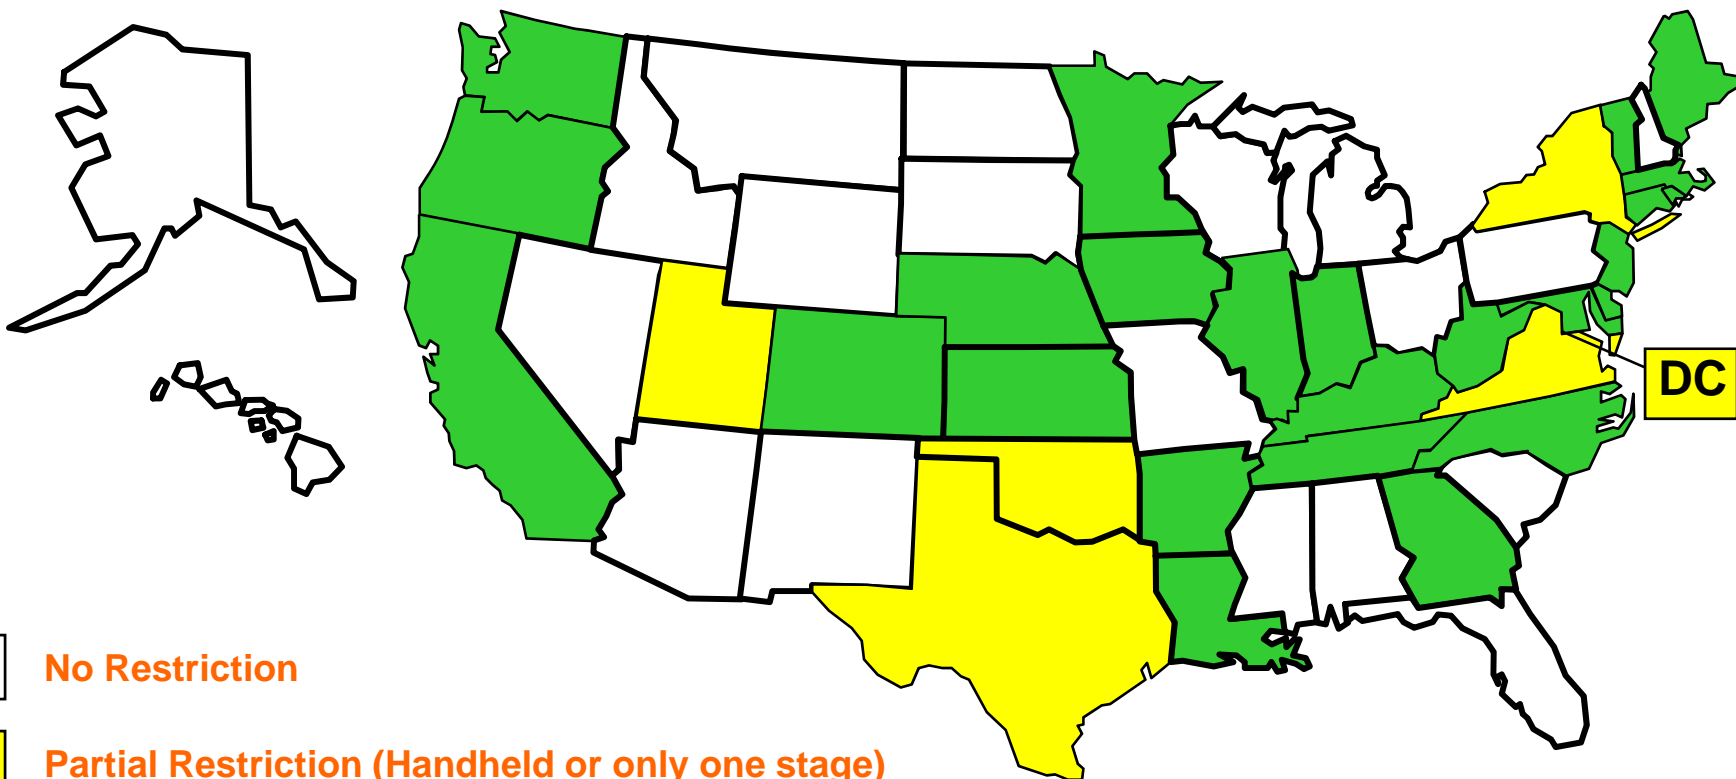 DC
No Restriction
Partial Restriction (Handheld or only one stage)